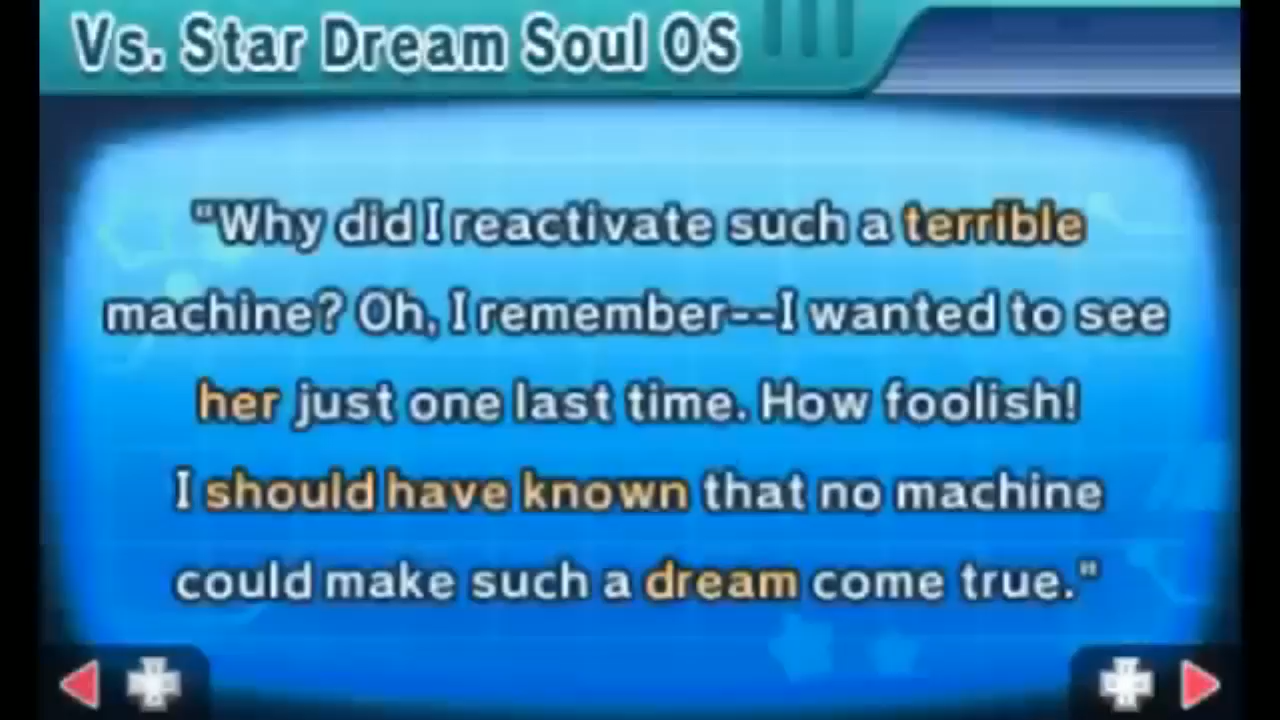 Vs. Star Dream Soul OS
"Why did I reactivate such a terrible
machine? Oh, I remember--I wanted to see
her just one last time. How foolish!
I should have known that no machine
could make such a dream come true."